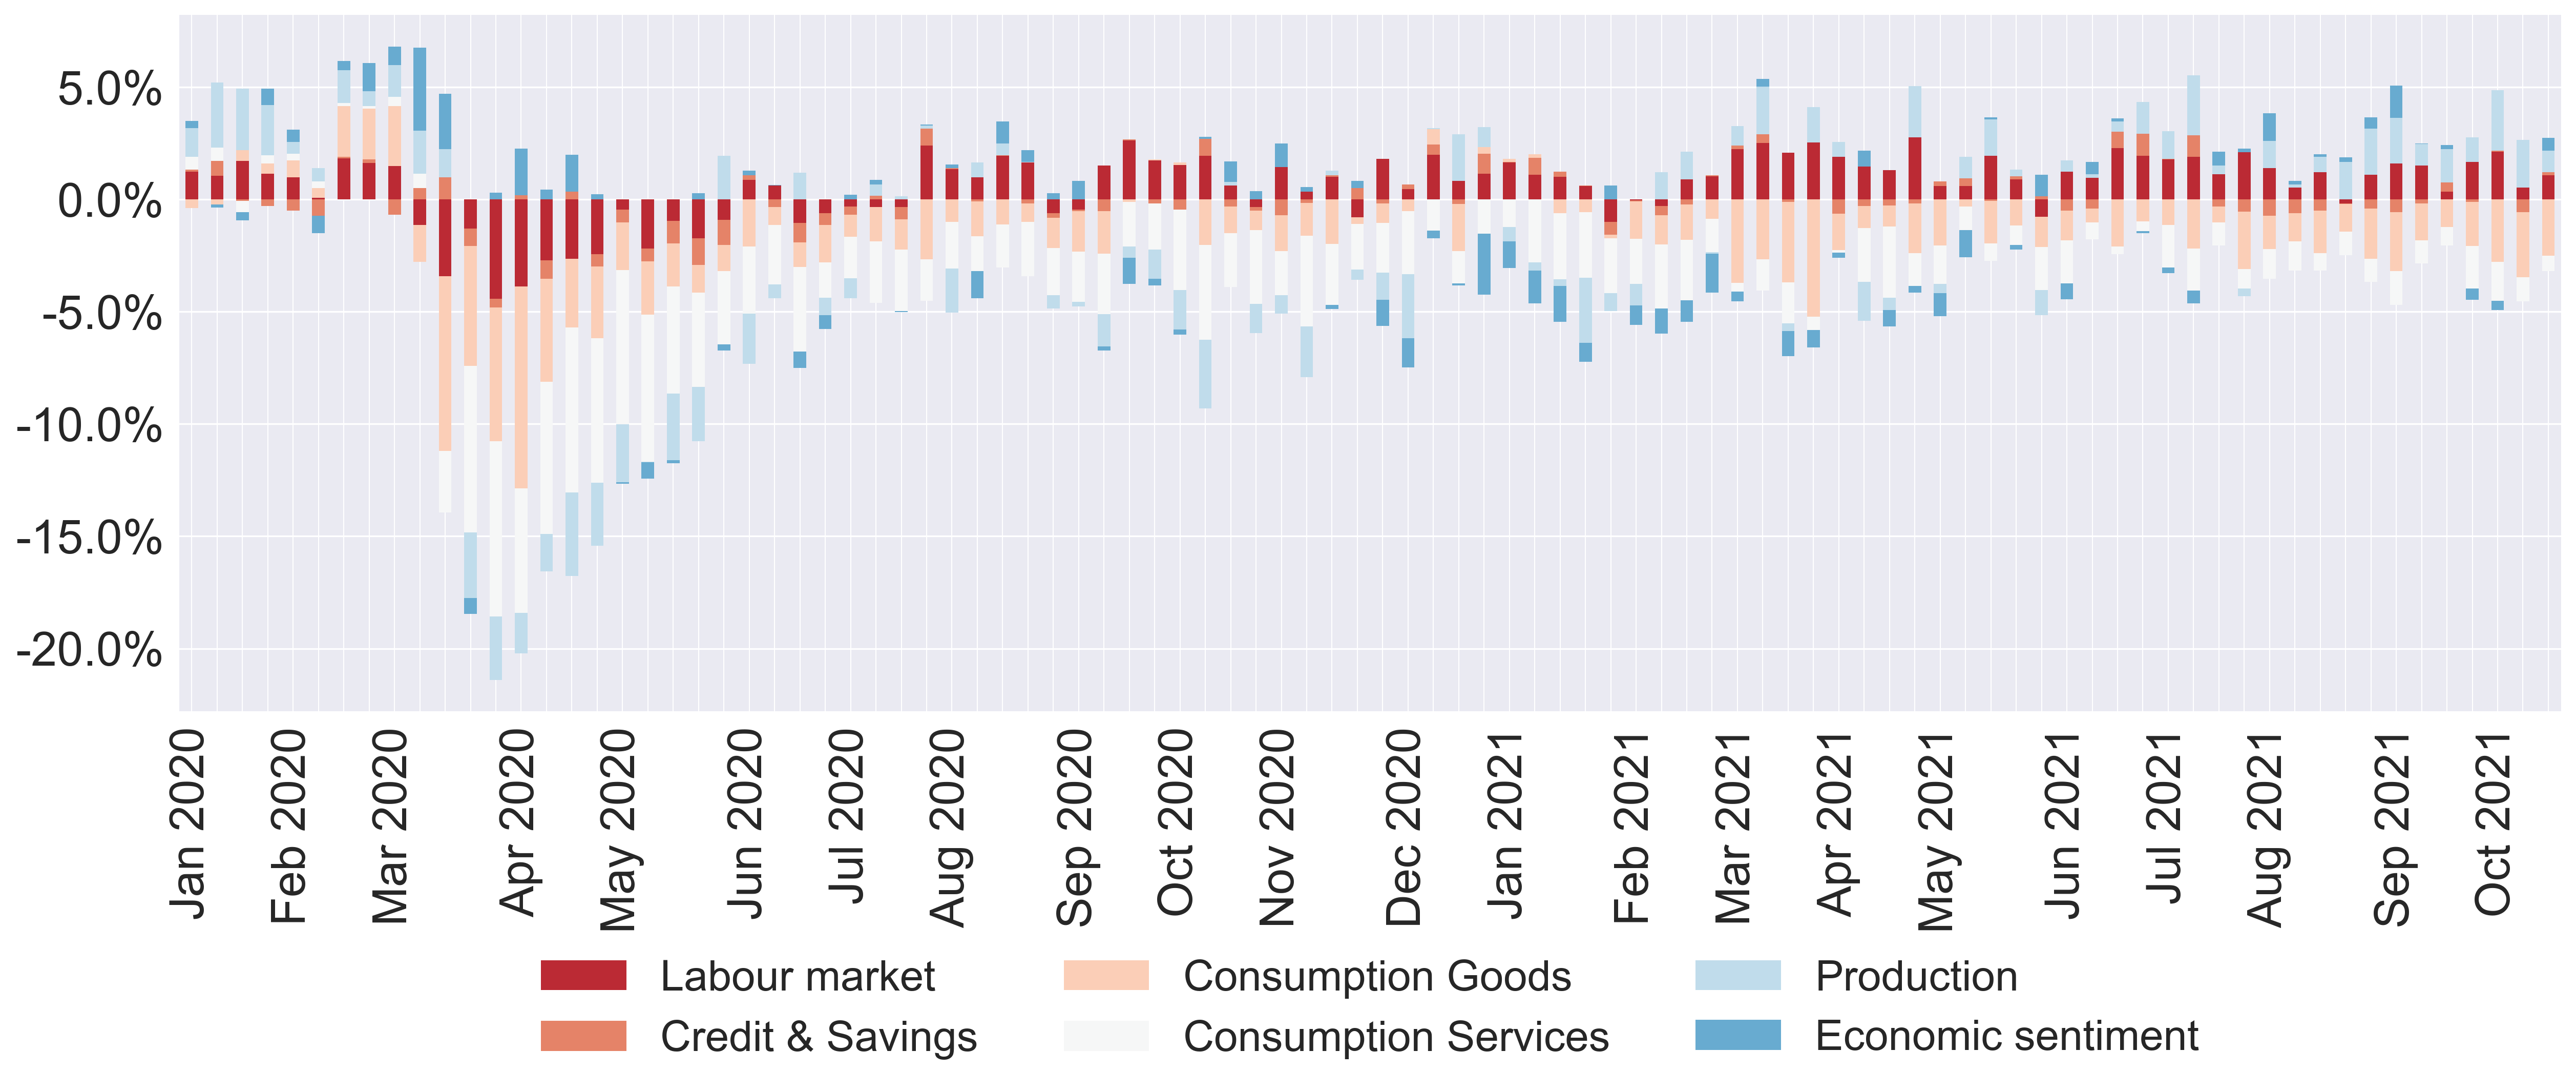 5.0%
0.0%
-5.0%
-10.0%
-15.0%
-20.0%
Jan 2020
Feb 2020
Mar 2020
Apr 2020
May 2020
Jun 2020
Jul 2020
Aug 2020
Sep 2020
Oct 2020
Nov 2020
Dec 2020
Jan 2021
Feb 2021
Mar 2021
Apr 2021
May 2021
Jun 2021
Jul 2021
Aug 2021
Sep 2021
Oct 2021
Labour market
Consumption Goods
Production
Credit & Savings
Consumption Services
Economic sentiment